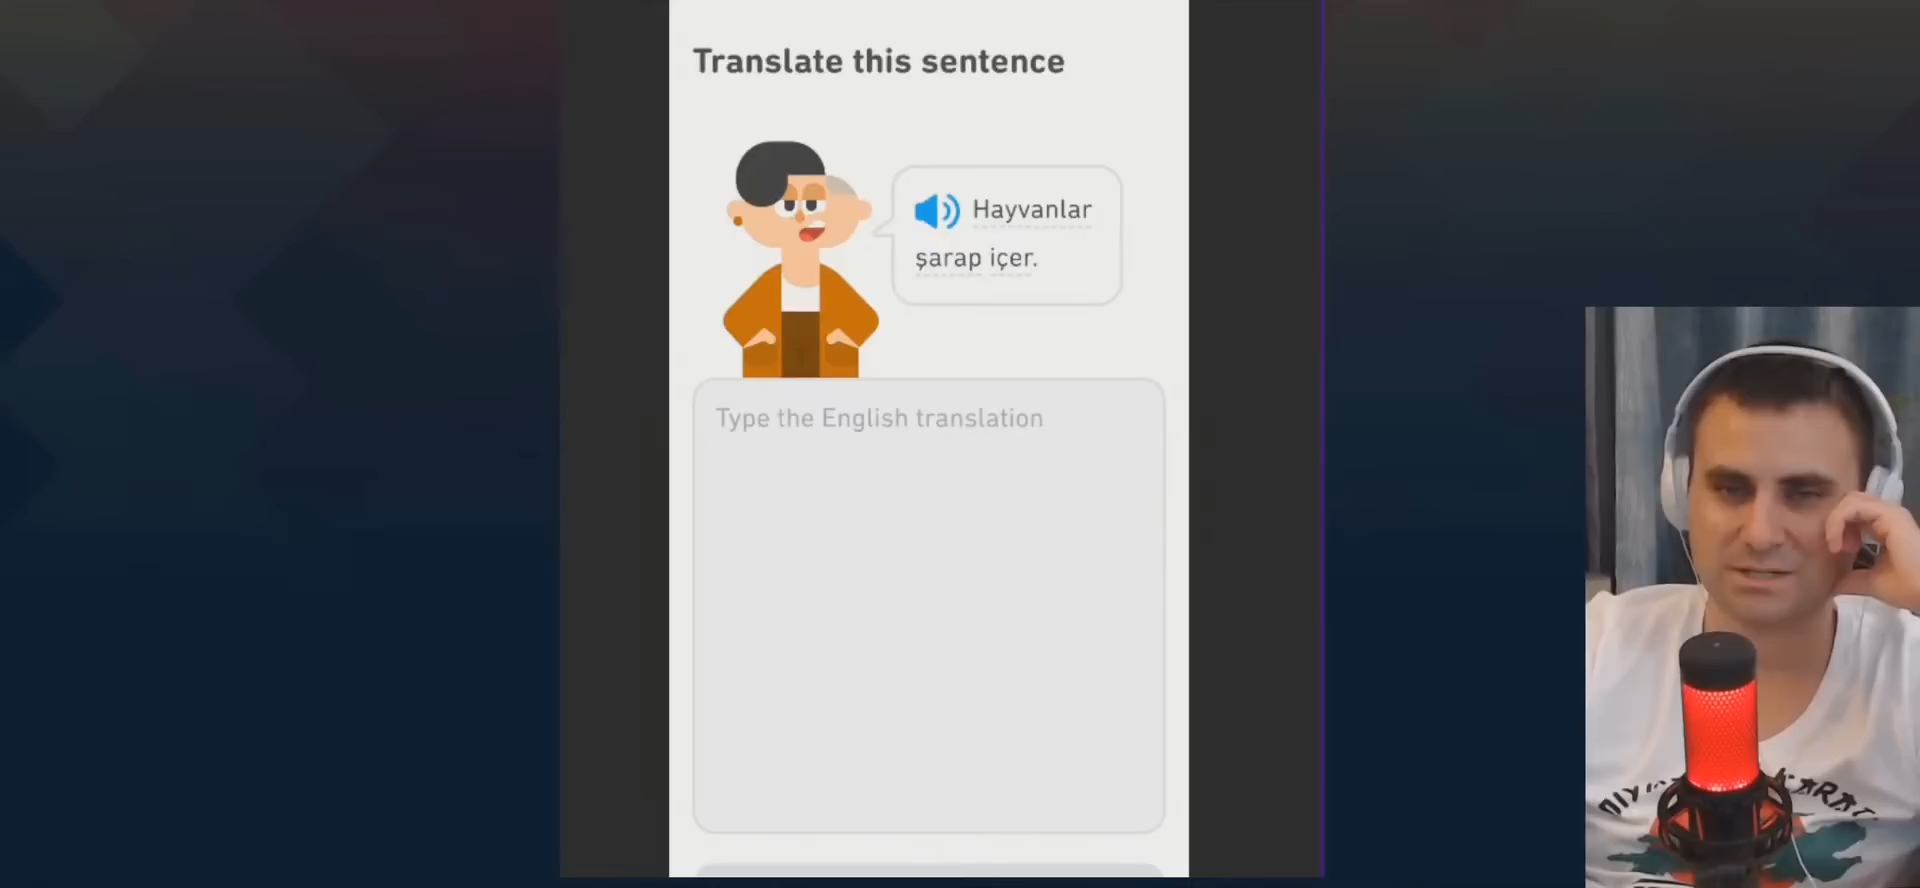 Translate this sentence
Hayvanlar
şarap içer.
Type the English translation